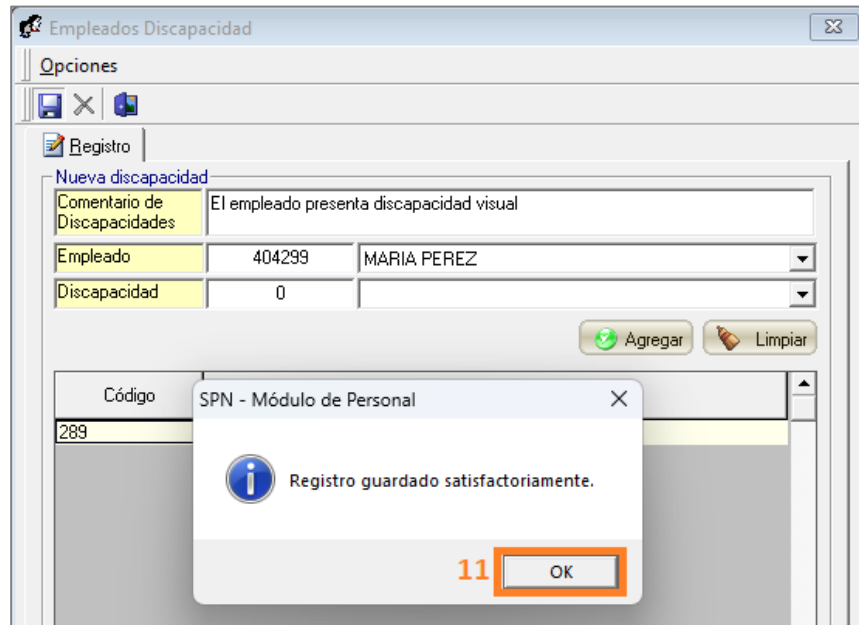 Empleados Discapacidad
Opciones
Registro
Nueva discapacidad
Comentario de Discapacidades
El empleado presenta discapacidad visual
Empleado 404299 MARIA PEREZ
Discapacidad 0
Agregar Limpiar
Código
289
SPN - Módulo de Personal
Registro guardado satisfactoriamente.
11 OK